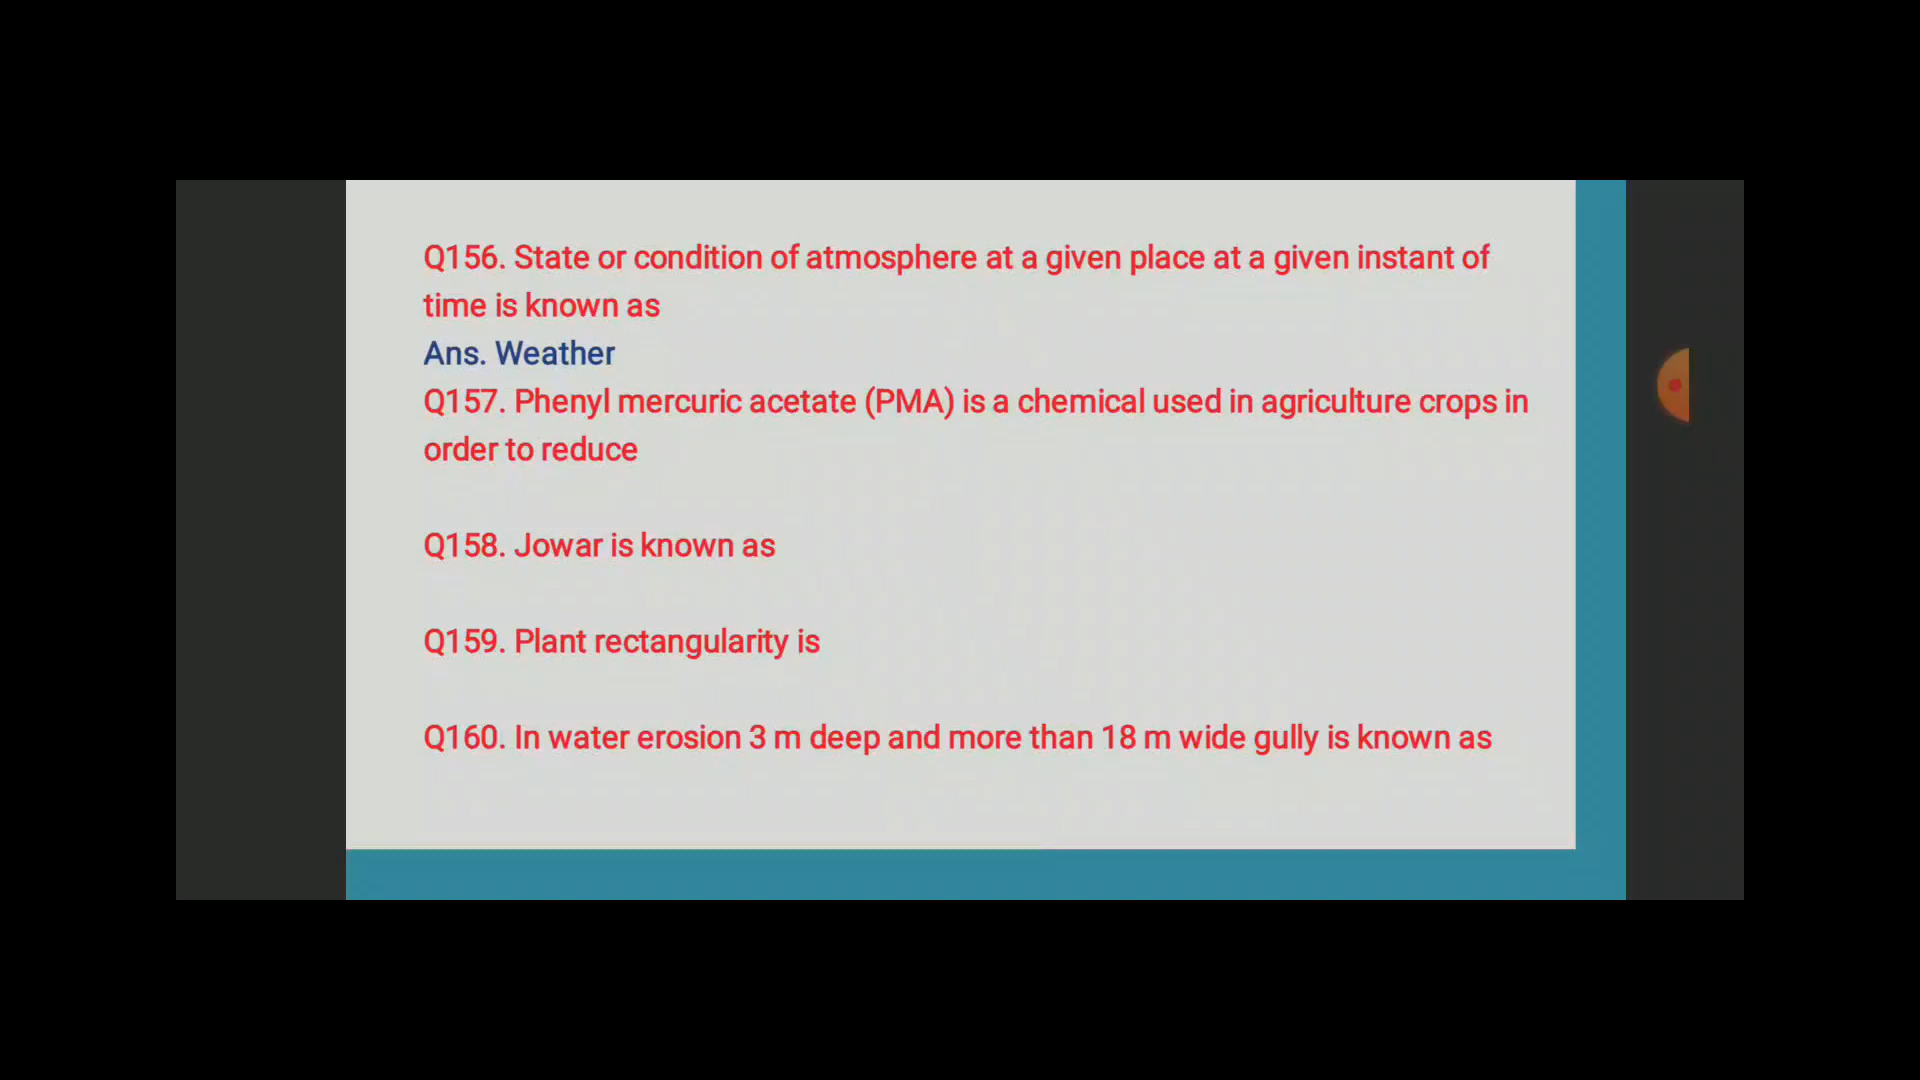 Q156. State or condition of atmosphere at a given place at a given instant of
time is known as
Ans. Weather
Q157. Phenyl mercuric acetate (PMA) is a chemical used in agriculture crops in
order to reduce
Q158. Jowar is known as
Q159. Plant rectangularity is
Q160. In water erosion 3 m deep and more than 18 m wide gully is known as